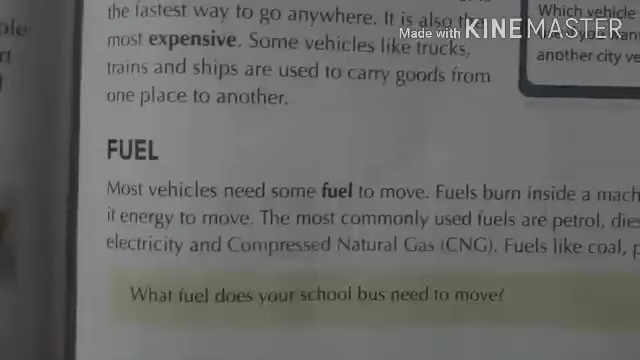 the fastest way to go anywhere. It is also the
most expensive. Some vehicles like trucks,
trains and ships are used to carry goods from
one place to another.
Which vehicle
another city
Made with KINEMASTER
FUEL
Most vehicles need some fuel to move. Fuels burn inside a mach
it energy to move. The most commonly used fuels are petrol, die
electricity and Compressed Natural Gas (CNG). Fuels like coal, p
What fuel does your school bus need to move?